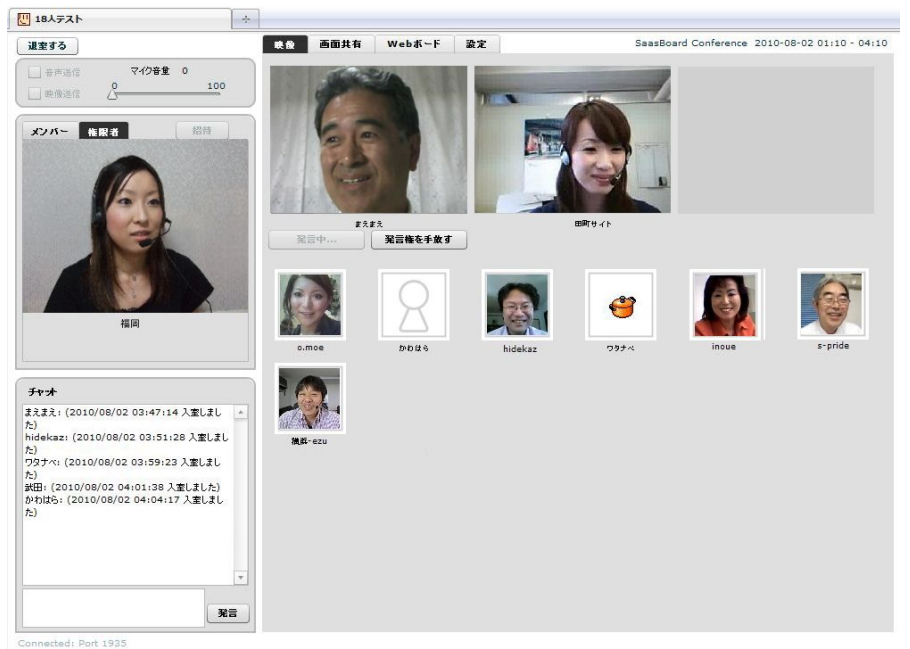 18人テスト
退室する
音声送信
マイク音量 0
映像送信
0 100
メンバー 権限者 招待
福岡
チャット
まえまえ: (2010/08/02 03:47:14 入室しまし
た)
hidekaz: (2010/08/02 03:51:28 入室しまし
た)
ワタナベ: (2010/08/02 03:59:23 入室しまし
た)
武田: (2010/08/02 04:01:38 入室しました)
かわはら: (2010/08/02 04:04:17 入室しまし
た)
発言
Connected: Port 1935
映像 画面共有 Webボード 設定
SaasBoard Conference 2010-08-02 01:10 - 04:10
まえまえ 田町サイト
発言中... 発言権を手放す
o.moe かわはら hidekaz ワタナベ inoue s-pride
-ezu